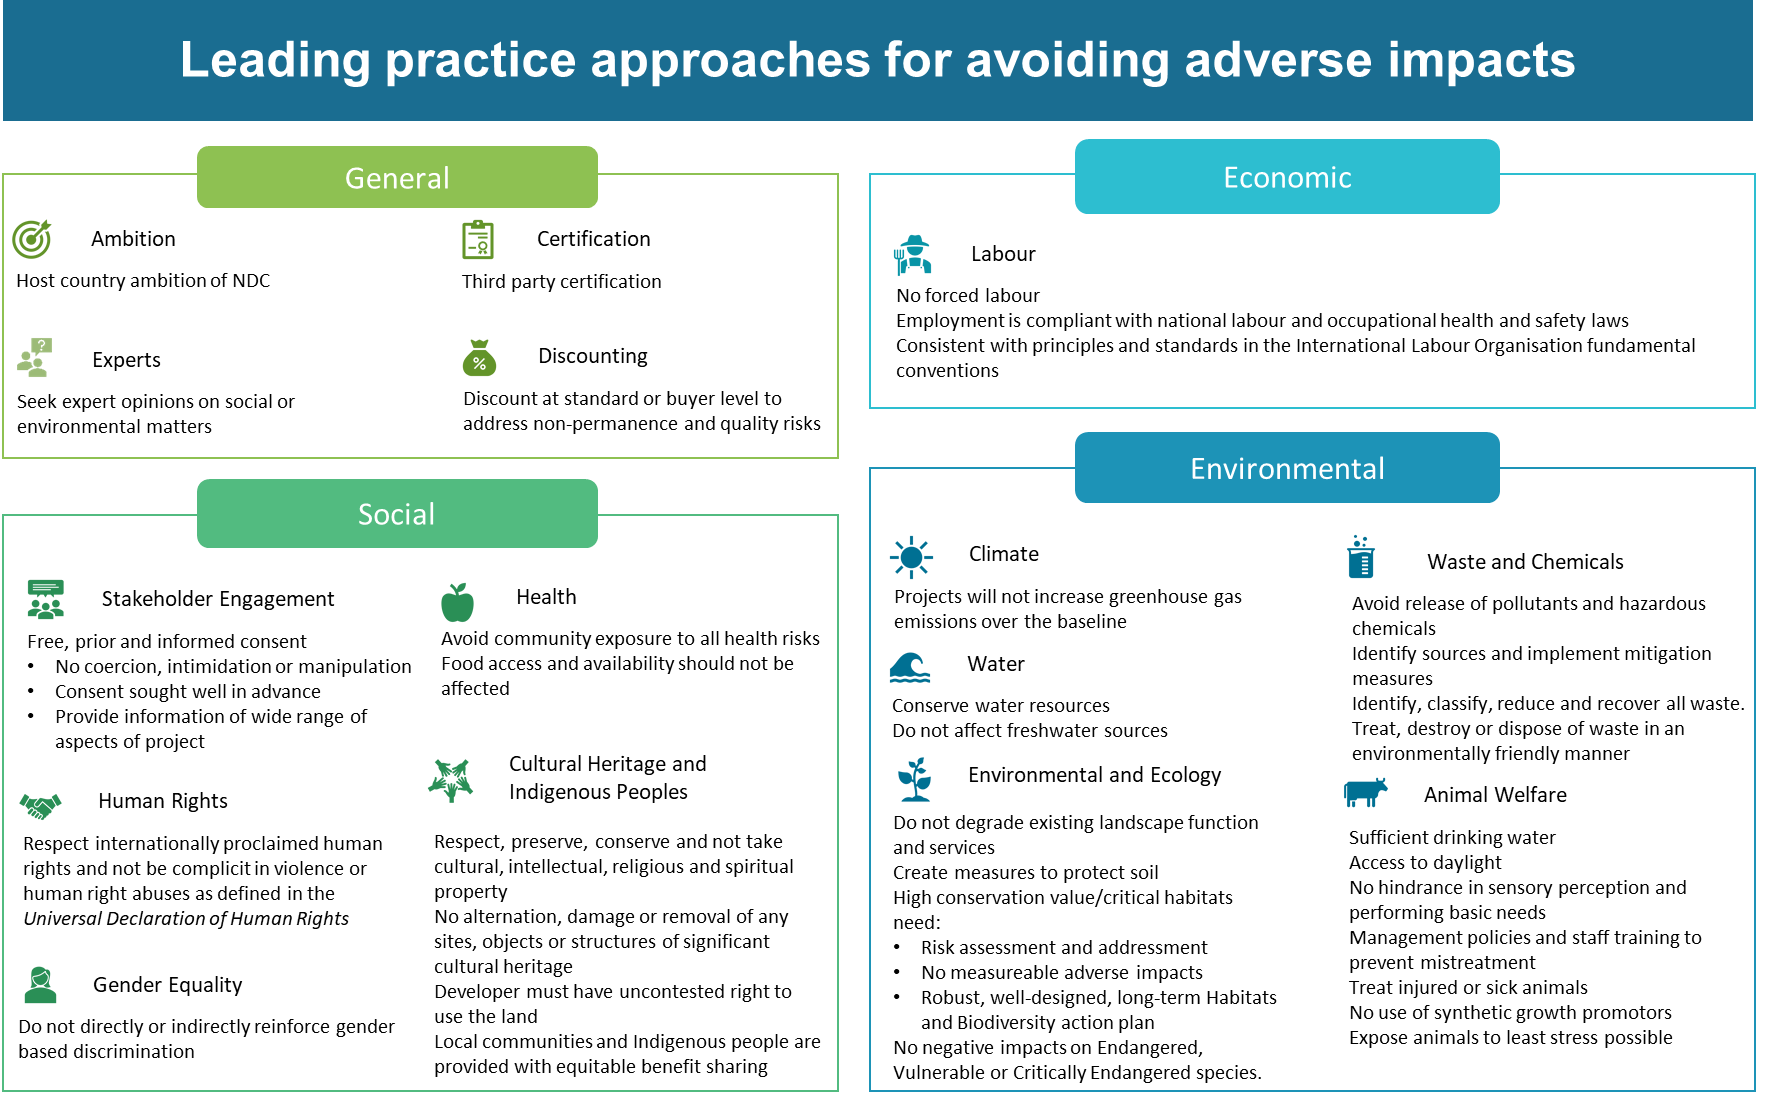 Leading practice approaches for avoiding adverse impacts
General
Ambition
Host country ambition of NDC
Certification
Third party certification
Experts
Seek expert opinions on social or
environmental matters
Discounting
Discount at standard or buyer level to
address non-permanence and quality risks
Economic
Labour
No forced labour
Employment is compliant with national labour and occupational health and safety laws
Consistent with principles and standards in the International Labour Organisation fundamental
conventions
Social
Stakeholder Engagement
Free, prior and informed consent
• No coercion, intimidation or manipulation
• Consent sought well in advance
• Provide information of wide range of
aspects of project
Human Rights
Respect internationally proclaimed human
rights and not be complicit in violence or
human right abuses as defined in the
Universal Declaration of Human Rights
Gender Equality
Do not directly or indirectly reinforce gender
based discrimination
Health
Avoid community exposure to all health risks
Food access and availability should not be
affected
Cultural Heritage and
Indigenous Peoples
Respect, preserve, conserve and not take
cultural, intellectual, religious and spiritual
property
No alternation, damage or removal of any
sites, objects or structures of significant
cultural heritage
Developer must have uncontested right to
use the land
Local communities and Indigenous people are
provided with equitable benefit sharing
Environmental
Climate
Projects will not increase greenhouse gas
emissions over the baseline
Water
Conserve water resources
Do not affect freshwater sources
Environmental and Ecology
Do not degrade existing landscape function
and services
Create measures to protect soil
High conservation value/critical habitats
need:
• Risk assessment and addressment
• No measureable adverse impacts
• Robust, well-designed, long-term Habitats
and Biodiversity action plan
No negative impacts on Endangered,
Vulnerable or Critically Endangered species.
Waste and Chemicals
Avoid release of pollutants and hazardous
chemicals
Identify sources and implement mitigation
measures
Identify, classify, reduce and recover all waste.
Treat, destroy or dispose of waste in an
environmentally friendly manner
Animal Welfare
Sufficient drinking water
Access to daylight
No hindrance in sensory perception and
performing basic needs
Management policies and staff training to
prevent mistreatment
Treat injured or sick animals
No use of synthetic growth promotors
Expose animals to least stress possible